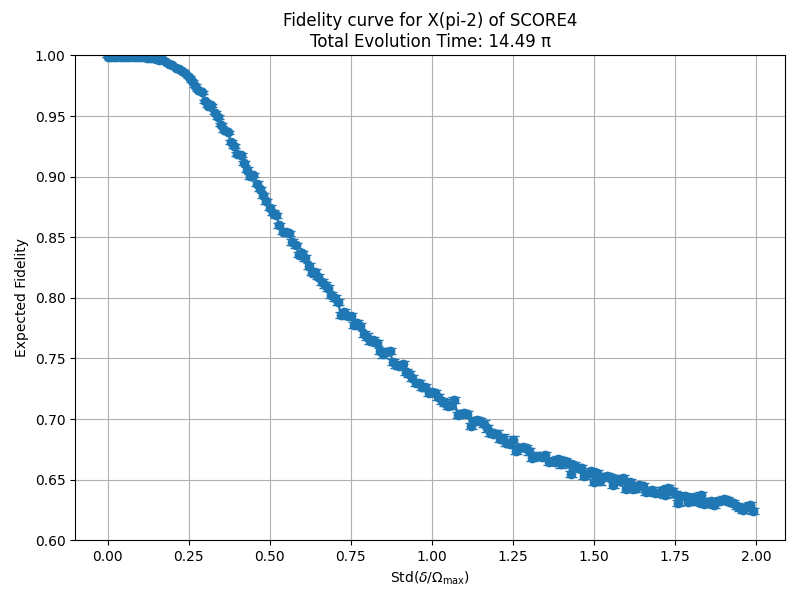 Fidelity curve for X(pi-2) of SCORE4
Total Evolution Time: 14.49 π
1.00
0.95
0.90
0.85
0.80
0.75
0.70
0.65
0.60
Expected Fidelity
0.00 0.25 0.50 0.75 1.00 1.25 1.50 1.75 2.00
Std(δ/Ωmax)